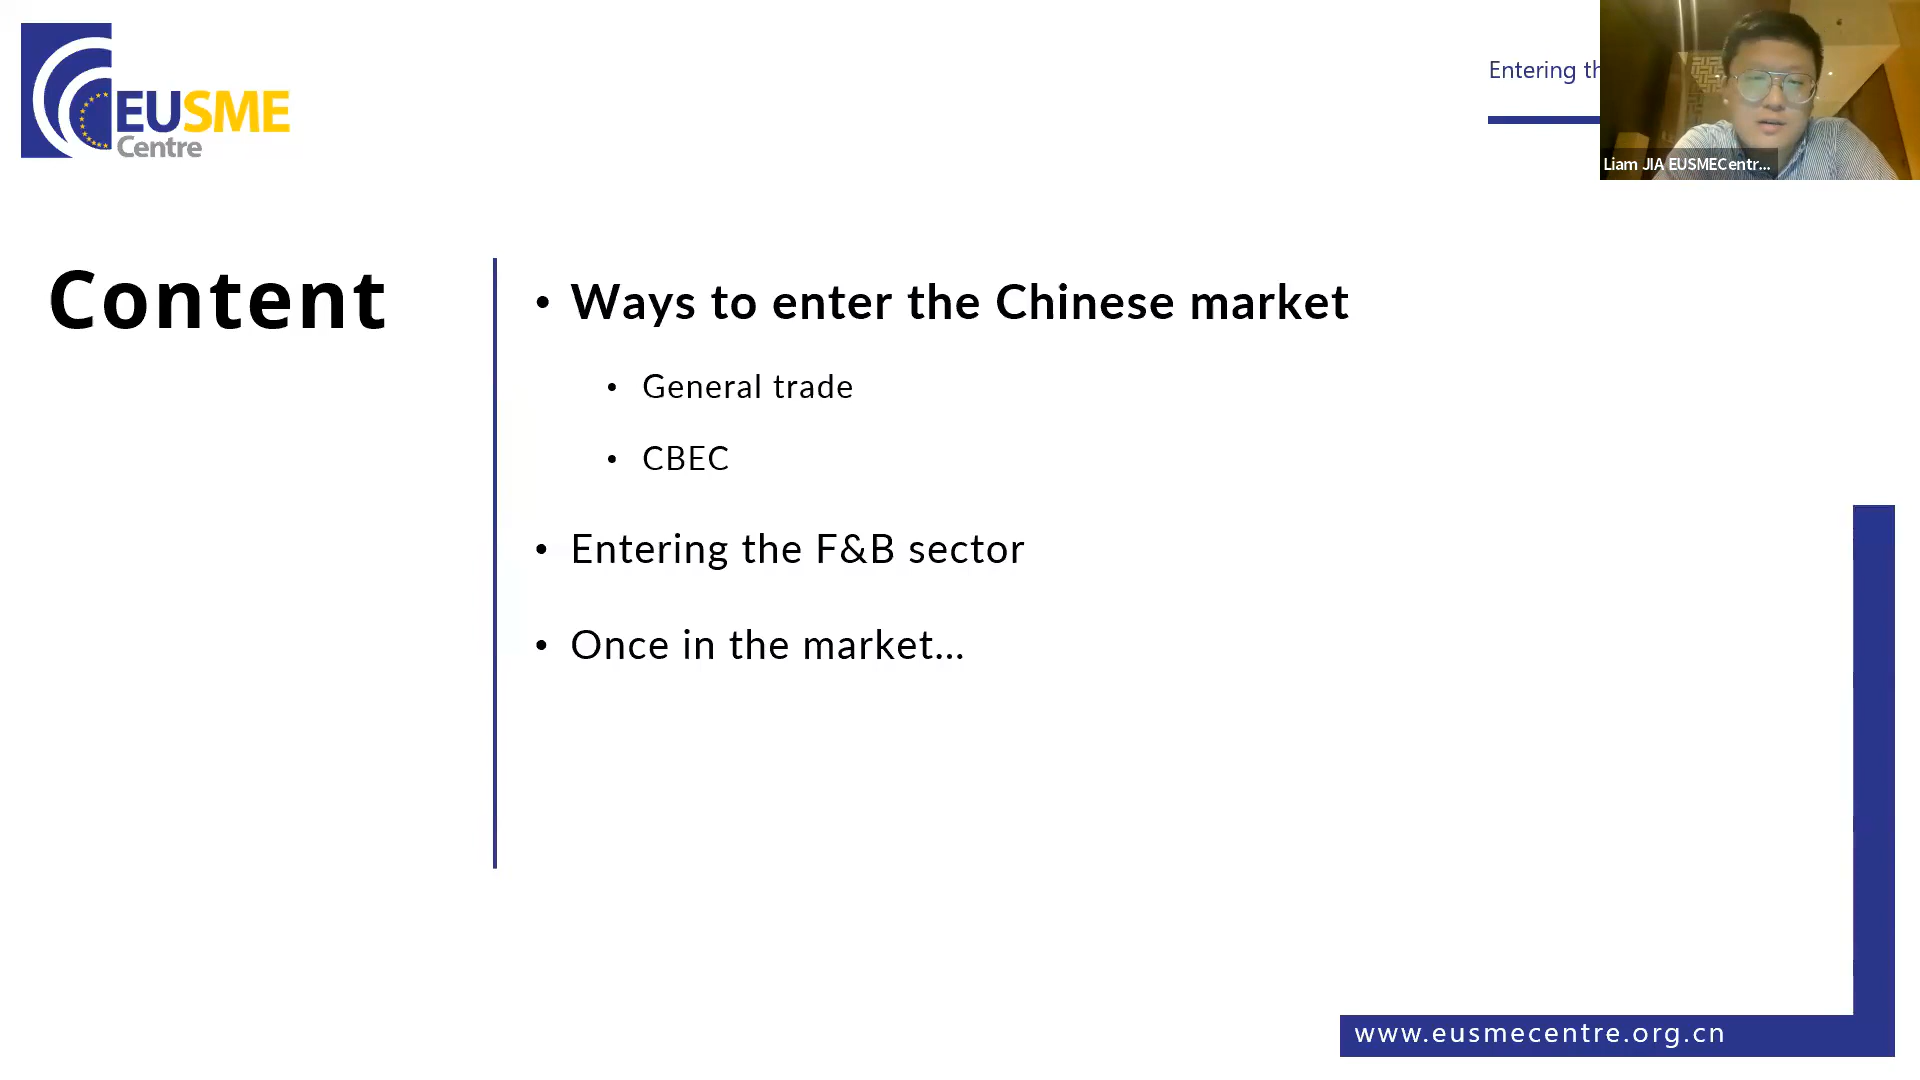 EUSME
Centre
Entering th
Liam JIA EUSMECentr...
Content
• Ways to enter the Chinese market
• General trade
• CBEC
• Entering the F&B sector
• Once in the market...
www.eusmecentre.org.cn